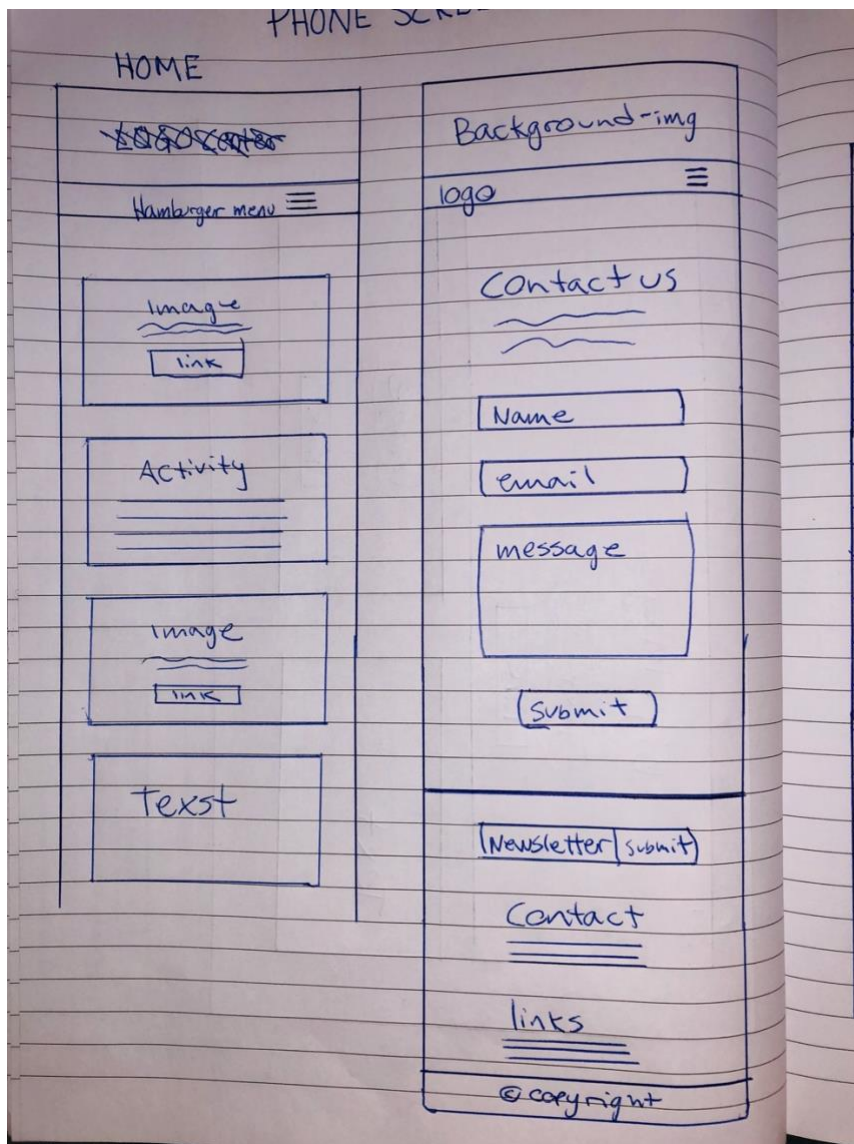 PHONE
HOME
Hamburger menu
Image
link
Activity
Image
link
Texst
Background-img
logo
Contact us
Name
email
message
submit
Newsletter submit
Contact
links
© copyright